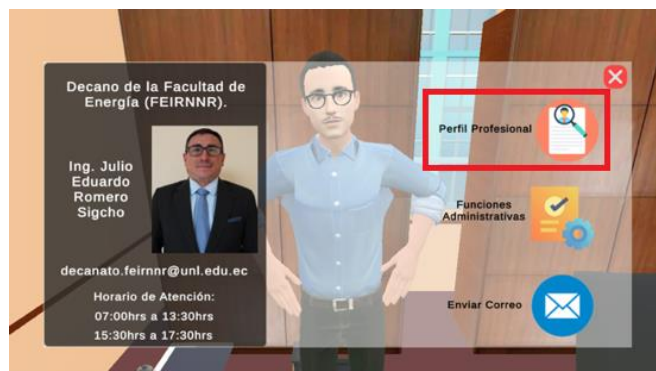 Decano de la Facultad de
Energía (FEIRNNR).
Ing. Julio
Eduardo
Romero
Sigcho
decanato.feirnnr@unl.edu.ec
Horario de Atención:
07:00hrs a 13:30hrs
15:30hrs a 17:30hrs
Perfil Profesional
Funciones
Administrativas
Enviar Correo